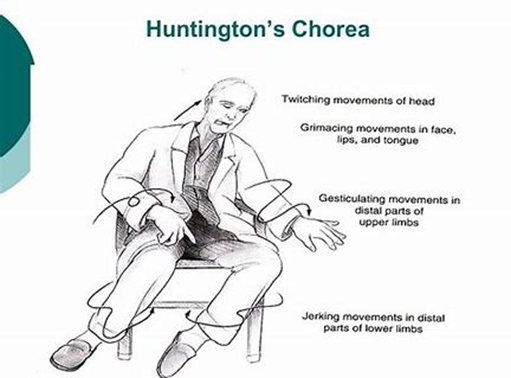 Huntington's Chorea
Twitching movements of head
Grimacing movements in face,
lips, and tongue
Gesticulating movements in
distal parts of
upper limbs
Jerking movements in distal
parts of lower limbs